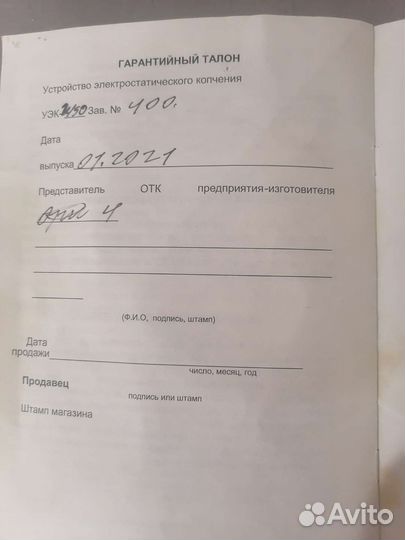 ГАРАНТИЙНЫЙ ТАЛОН
Устройство электростатического копчения
УЭК- Зав. № 400.
Дата
выпуска 01.2021
Представитель ОТК предприятия-изготовителя
(Ф.И.О, подпись, штамп)
Дата
продажи
число, месяц, год
Продавец
подпись или штамп
Штамп магазина
Avito